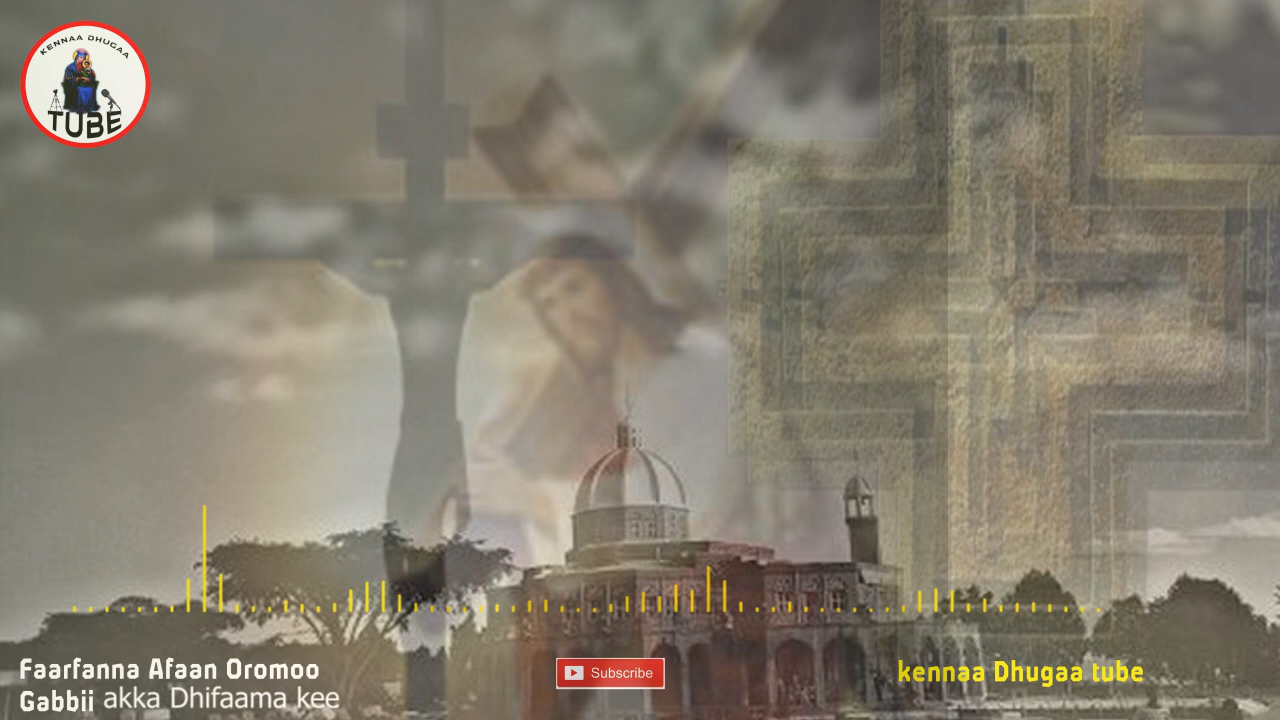 KENNAA DHUGAA
TUBE
Faarfanna Afaan Oromoo
Gabbii akka Dhifaama kee
Subscribe
kennaa Dhugaa tube